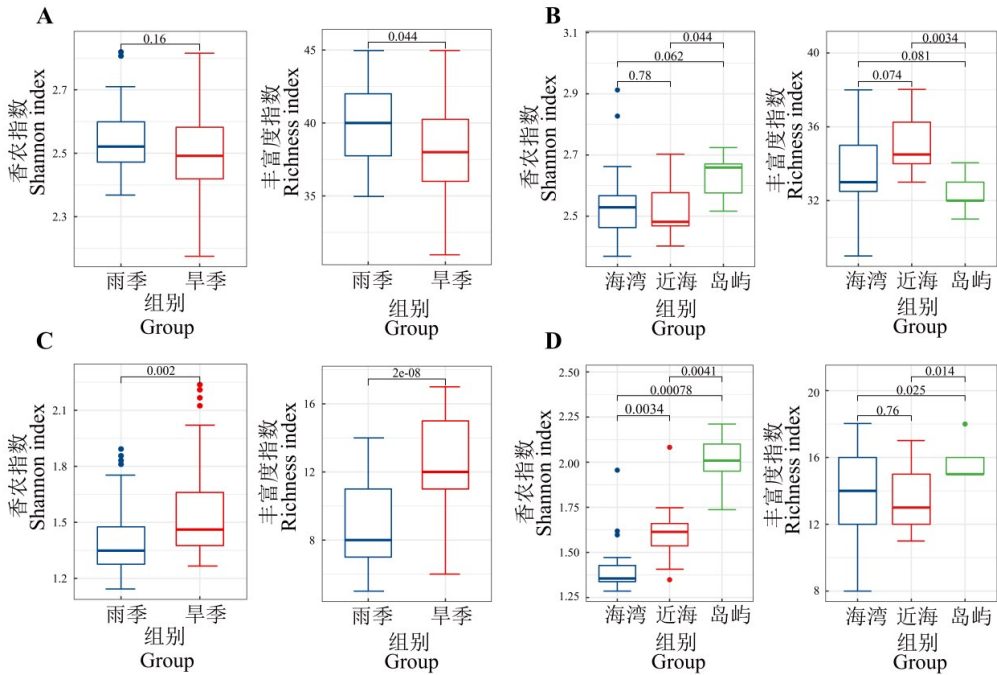 A
香农指数
Shannon index
2.7
2.5
2.3
0.16
雨季
旱季
组别
Group
丰富度指数
Richness index
45
40
35
0.044
雨季
旱季
组别
Group
B
香农指数
Shannon index
3.1
2.9
2.7
2.5
0.044
0.062
0.78
海湾
近海
岛屿
组别
Group
丰富度指数
Richness index
40
36
32
0.0034
0.081
0.074
海湾
近海
岛屿
组别
Group
C
香农指数
Shannon index
2.1
1.8
1.5
1.2
0.002
雨季
旱季
组别
Group
丰富度指数
Richness index
16
12
8
2e-08
雨季
旱季
组别
Group
D
香农指数
Shannon index
2.50
2.25
2.00
1.75
1.50
1.25
0.0041
0.00078
0.0034
海湾
近海
岛屿
组别
Group
丰富度指数
Richness index
20
16
12
8
0.014
0.025
0.76
海湾
近海
岛屿
组别
Group